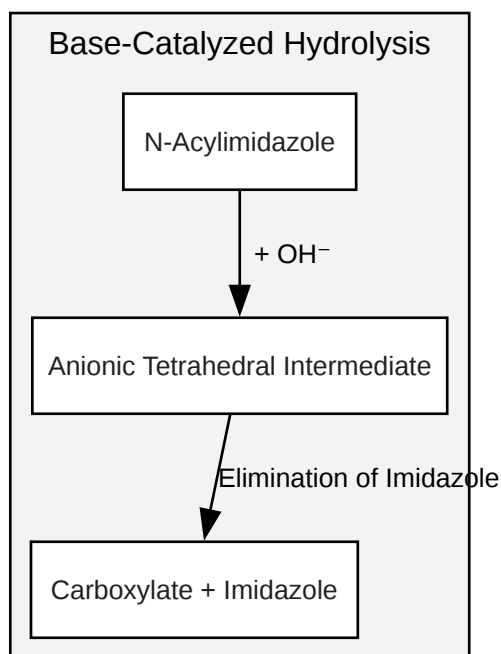 Base-Catalyzed Hydrolysis
N-Acylimidazole
+ OH⁻
Anionic Tetrahedral Intermediate
Elimination of Imidazole
Carboxylate + Imidazole